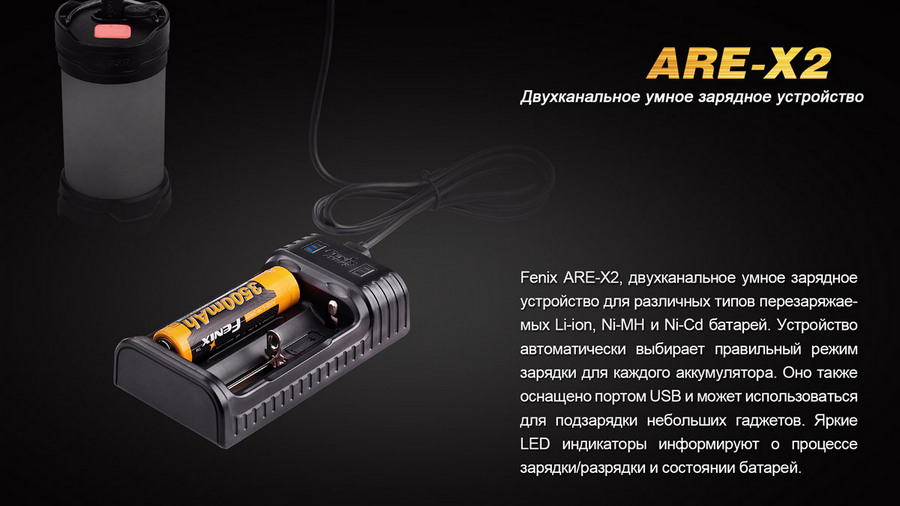 ARE-X2
Двухканальное умное зарядное устройство
3500mAh
FENIX
Fenix ARE-X2, двухканальное умное зарядное
устройство для различных типов перезаряжае-
мых Li-ion, Ni-MH и Ni-Cd батарей. Устройство
автоматически выбирает правильный режим
зарядки для каждого аккумулятора. Оно также
оснащено портом USB и может использоваться
для подзарядки небольших гаджетов. Яркие
LED индикаторы информируют о процессе
зарядки/разрядки и состоянии батарей.